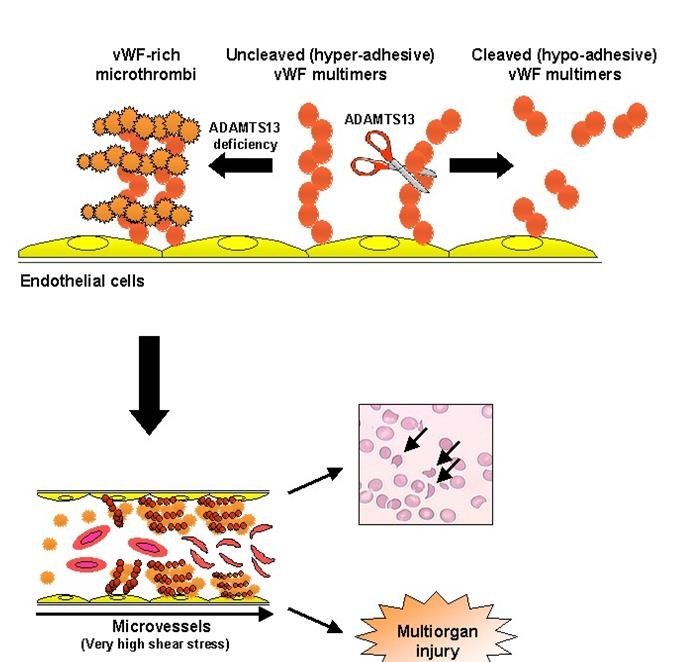 vWF-rich
microthrombi
Uncleaved (hyper-adhesive)
vWF multimers
Cleaved (hypo-adhesive)
vWF multimers
ADAMTS13
deficiency
ADAMTS13
Endothelial cells
Microvessels
(Very high shear stress)
Multiorgan
injury